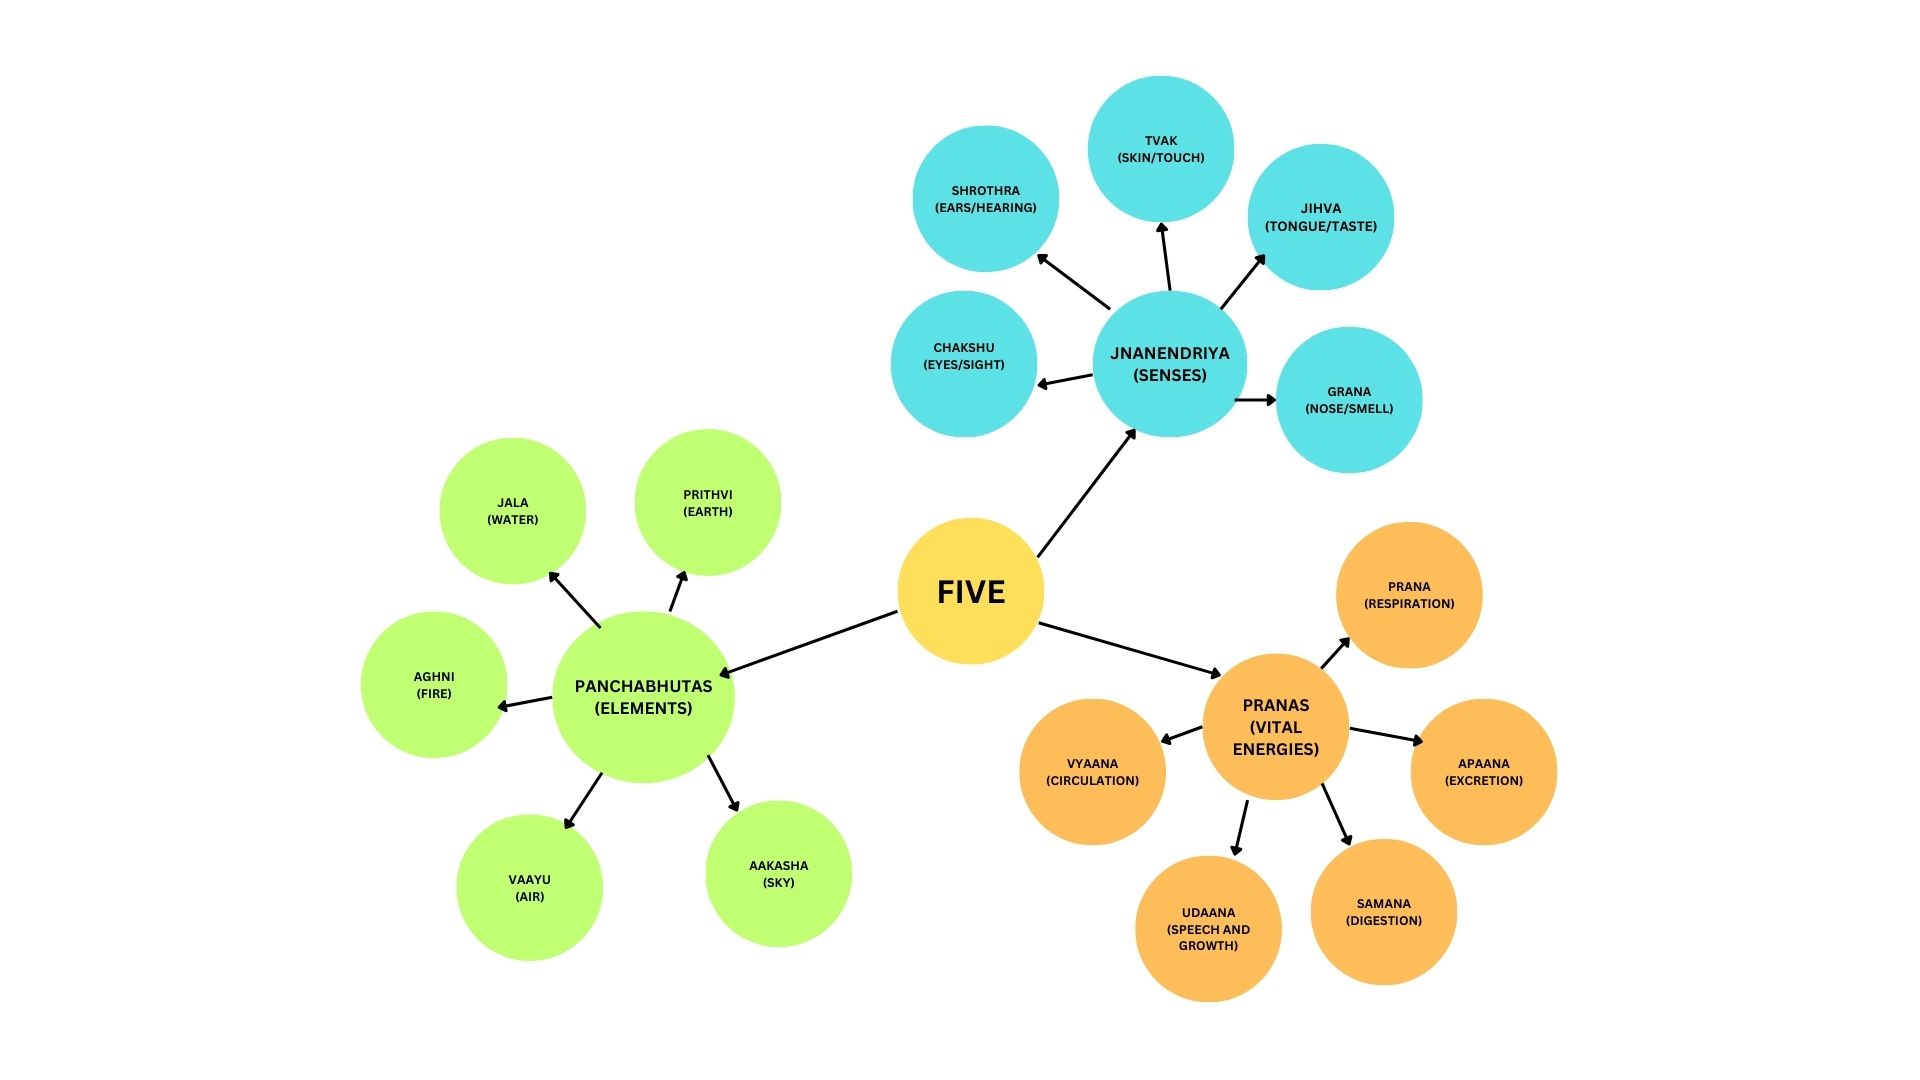 TVAK
(SKIN/TOUCH)
SHROTHRA
(EARS/HEARING)
JIHVA
(TONGUE/TASTE)
CHAKSHU
(EYES/SIGHT)
JNANENDRIYA
(SENSES)
GRANA
(NOSE/SMELL)
JALA
(WATER)
PRITHVI
(EARTH)
AGHNI
(FIRE)
PANCHABHUTAS
(ELEMENTS)
VAAYU
(AIR)
AAKASHA
(SKY)
FIVE
PRANA
(RESPIRATION)
PRANAS
(VITAL
ENERGIES)
VYAANA
(CIRCULATION)
APAANA
(EXCRETION)
UDAANA
(SPEECH AND
GROWTH)
SAMANA
(DIGESTION)